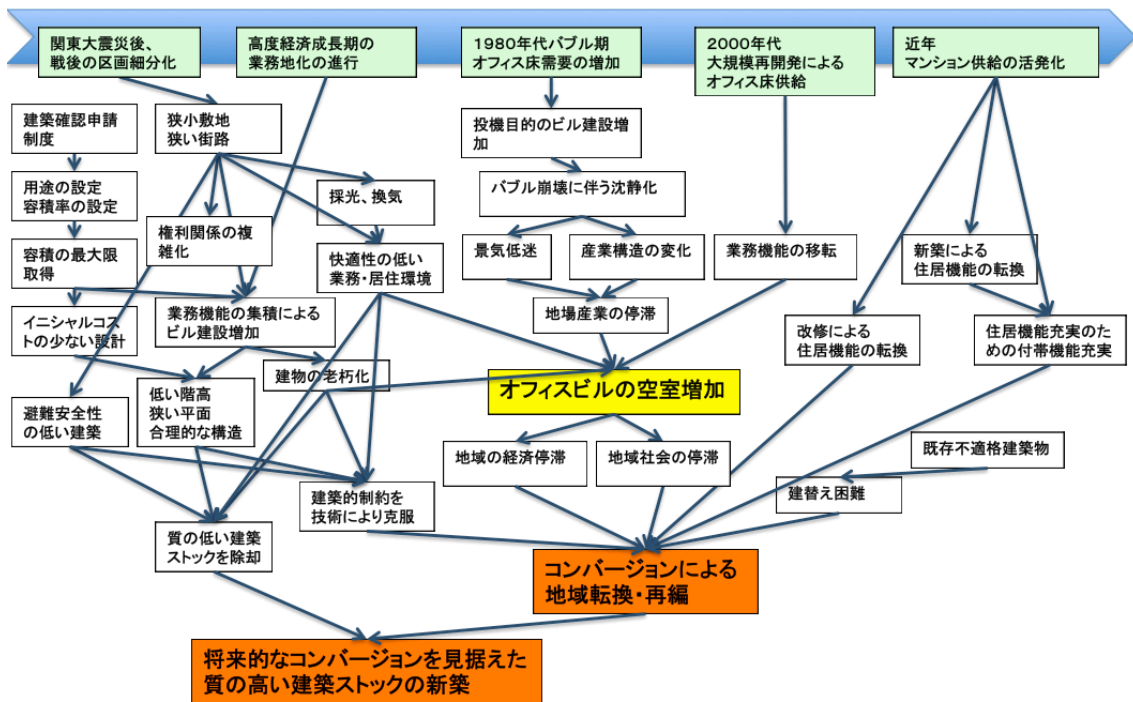 関東大震災後、
戦後の区画細分化
高度経済成長期の
業務地化の進行
1980年代バブル期
オフィス床需要の増加
2000年代
大規模再開発による
オフィス床供給
近年
マンション供給の活発化
建築確認申請
制度
狭小敷地
狭い街路
投機目的のビル建設増
加
用途の設定
容積率の設定
採光、換気
バブル崩壊に伴う沈静化
権利関係の複
雑化
容積の最大限
取得
快適性の低い
業務・居住環境
景気低迷
産業構造の変化
業務機能の移転
新築による
住居機能の転換
イニシャルコス
トの少ない設計
業務機能の集積による
ビル建設増加
地場産業の停滞
改修による
住居機能の転換
住居機能充実のた
めの付帯機能充実
建物の老朽化
オフィスビルの空室増加
避難安全性
の低い建築
低い階高
狭い平面
合理的な構造
地域の経済停滞
地域社会の停滞
既存不適格建築物
建築的制約を
技術により克服
建替え困難
質の低い建築
ストックを除却
コンバージョンによる
地域転換・再編
将来的なコンバージョンを見据えた
質の高い建築ストックの新築